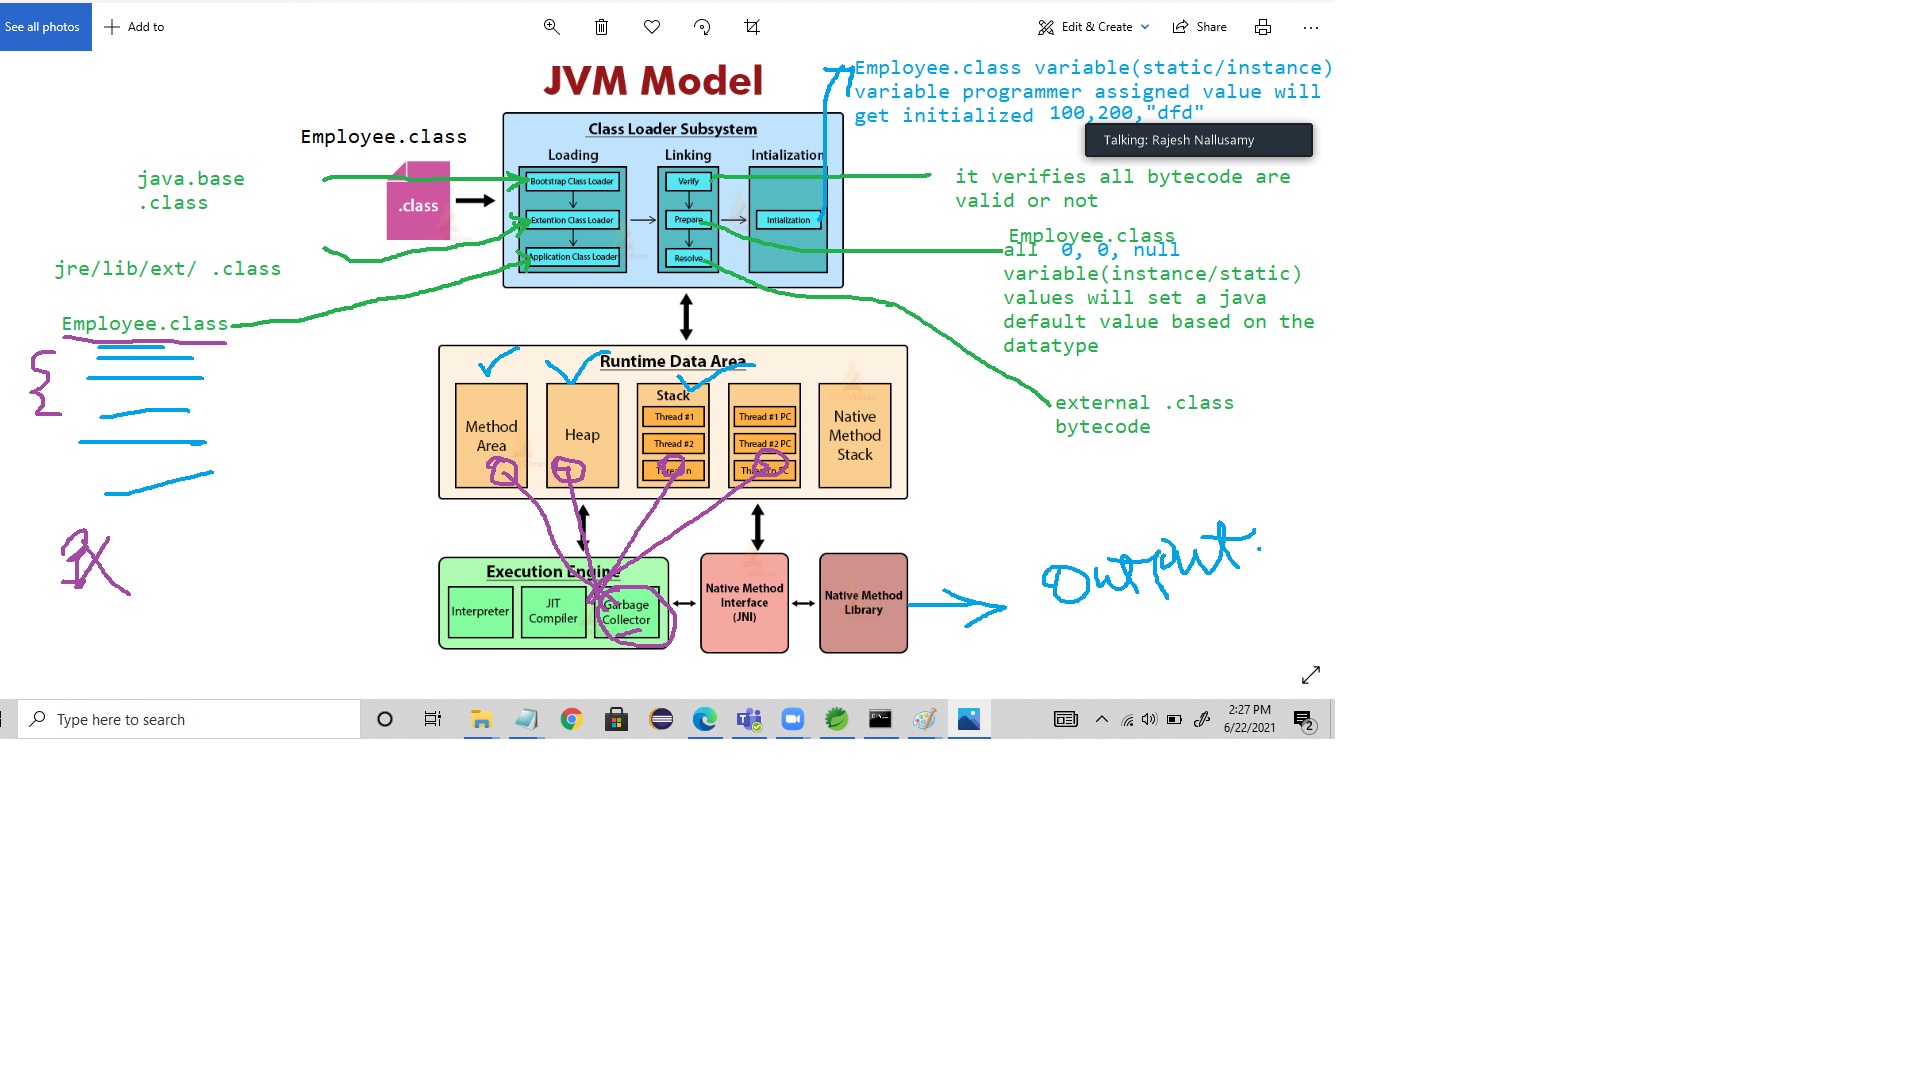 See all photos
Add to
Edit & Create
Share
JVM Model
Employee.class variable(static/instance)
variable programmer assigned value will
get initialized 100,200,"dfd"
Talking: Rajesh Nallusamy
Employee.class
.class
java.base
.class
jre/lib/ext/ .class
Employee.class
Class Loader Subsystem
Loading
Linking
Intialization
Bootstrap Class Loader
Extention Class Loader
Application Class Loader
Verify
Prepare
Resolve
Intialization
it verifies all bytecode are
valid or not
Employee.class
all 0, 0, null
variable(instance/static)
values will set a java
default value based on the
datatype
external .class
bytecode
Runtime Data Area
Method
Area
Heap
Stack
Thread #1
Thread #2
Thread #1 PC
Thread #2 PC
Native
Method
Stack
Execution Engine
Interpreter
JIT
Compiler
Garbage
Collector
Native Method
Interface
(JNI)
Native Method
Library
Output.
Type here to search
2:27 PM
6/22/2021
2